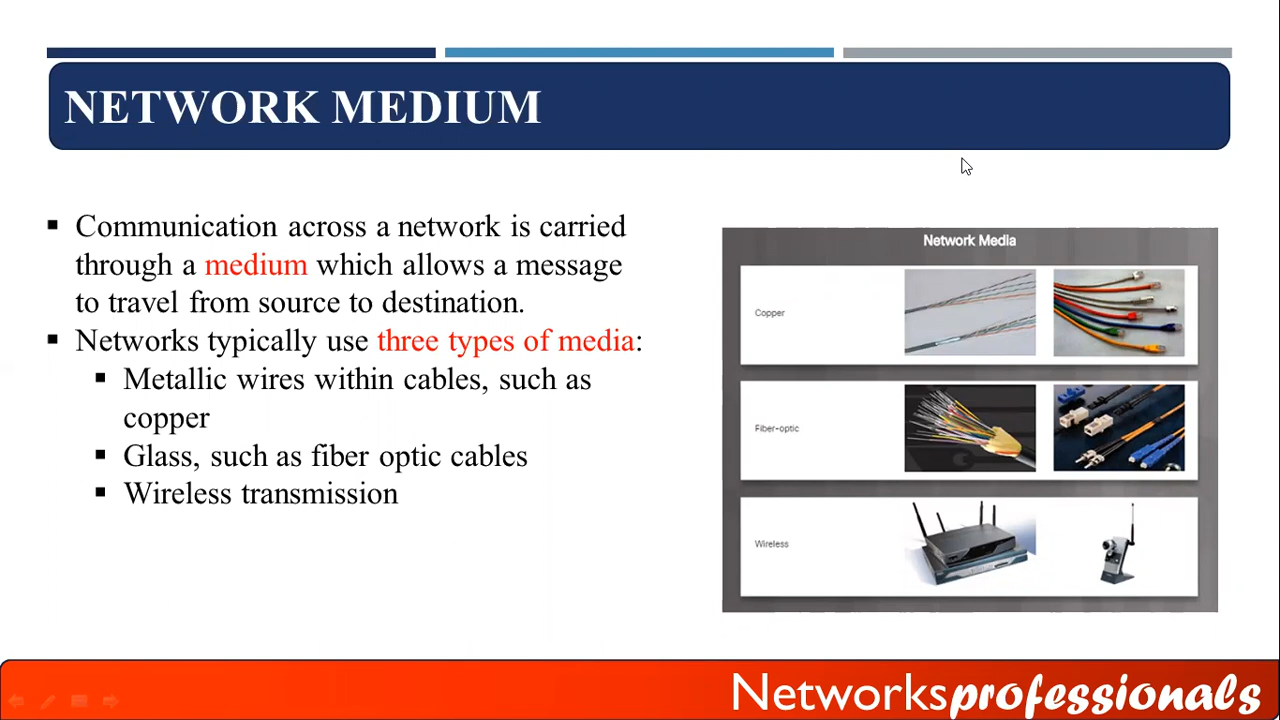 NETWORK MEDIUM
Communication across a network is carried
through a medium which allows a message
to travel from source to destination.
Networks typically use three types of media:
Metallic wires within cables, such as
copper
Glass, such as fiber optic cables
Wireless transmission
Network Media
Copper
Fiber-optic
Wireless
Networksprofessionals